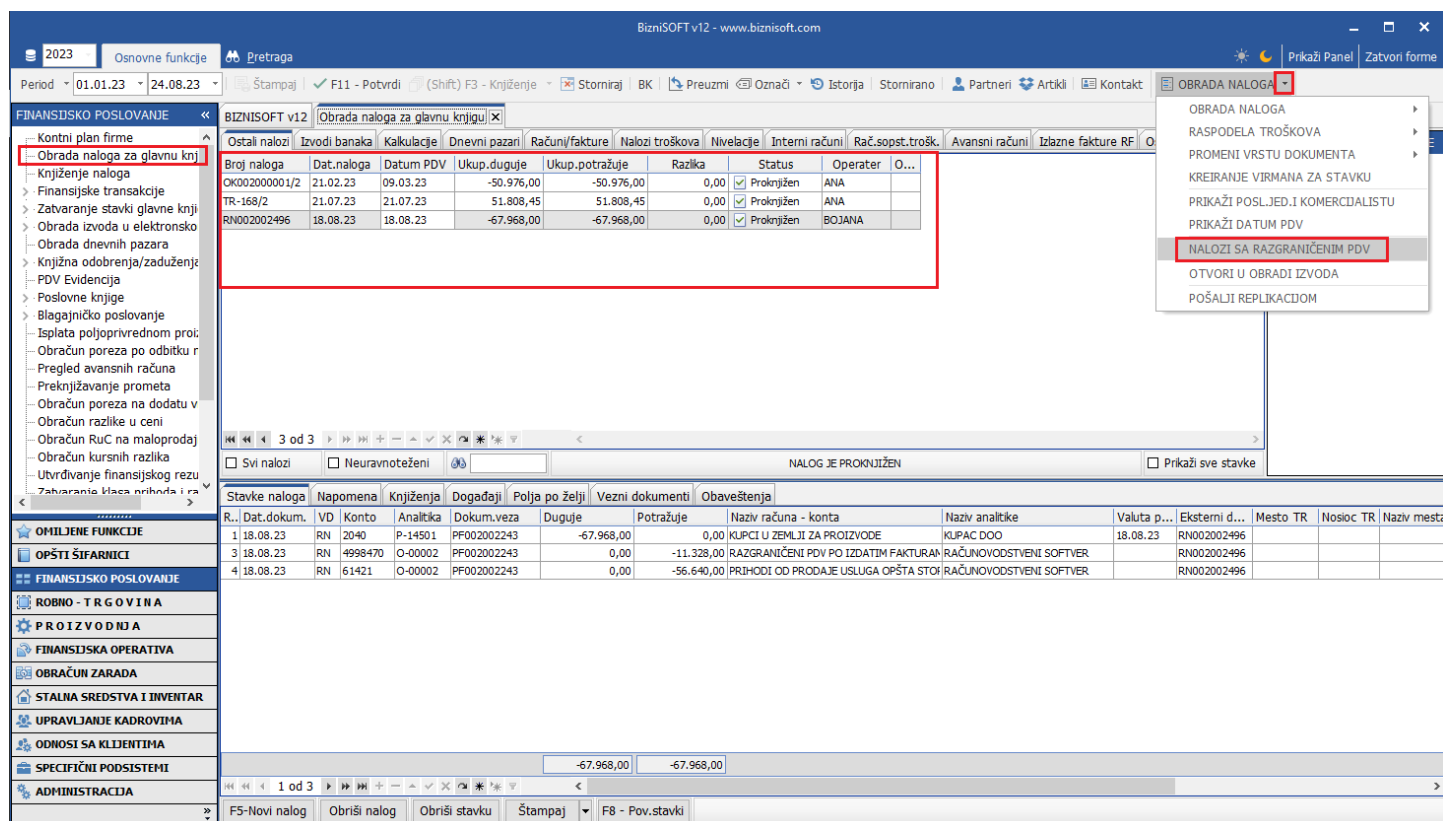 BizniSOFT v12 - www.biznisoft.com
2023 Osnovne funkcije Pretraga Prikaži Panel Zatvori forme
Period 01.01.23 24.08.23 Štampaj F11 - Potvrdi (Shift) F3 - Knjiženje Storniraj BK Preuzmi Označi Istorija Stornirano Partneri Artikli Kontakt OBRADA NALOGA
FINANSIJSKO POSLOVANJE «
Kontni plan firme
Obrada naloga za glavnu knj
Knjiženje naloga
Finansijske transakcije
Zatvaranje stavki glavne knji
Obrada izvoda u elektronsko
Obrada dnevnih pazara
Knjižna odobrenja/zaduženja
PDV Evidencija
Poslovne knjige
Blagajničko poslovanje
Isplata poljoprivrednom proiz
Obračun poreza po odbitku r
Pregled avansnih računa
Preknjižavanje prometa
Obračun poreza na dodatu v
Obračun razlike u ceni
Obračun RuC na maloprodaj
Obračun kursnih razlika
Utvrđivanje finansijskog rezu
Zatvaranje klasa prihoda i ra
OMILJENE FUNKCIJE
OPŠTI ŠIFARNICI
FINANSIJSKO POSLOVANJE
ROBNO - T R G O V I N A
P R O I Z V O D NJ A
FINANSIJSKA OPERATIVA
OBRAČUN ZARADA
STALNA SREDSTVA I INVENTAR
UPRAVLJANJE KADROVIMA
ODNOSI SA KLIJENTIMA
SPECIFIČNI PODSISTEMI
ADMINISTRACIJA
»
BIZNISOFT v12 Obrada naloga za glavnu knjigu
Ostali nalozi Izvodi banaka Kalkulacije Dnevni pazari Računi/fakture Nalozi troškova Nivelacije Interni računi Rač.sopst.trošk. Avansni računi Izlazne fakture RF O
Broj naloga Dat.naloga Datum PDV Ukup.duguje Ukup.potražuje Razlika Status Operater O...
OK002000001/2 21.02.23 09.03.23 -50.976,00 -50.976,00 0,00 Proknjižen ANA
TR-168/2 21.07.23 21.07.23 51.808,45 51.808,45 0,00 Proknjižen ANA
RN002002496 18.08.23 18.08.23 -67.968,00 -67.968,00 0,00 Proknjižen BOJANA
OBRADA NALOGA
RASPODELA TROŠKOVA
PROMENI VRSTU DOKUMENTA
KREIRANJE VIRMANA ZA STAVKU
PRIKAŽI POSL.JED.I KOMERCIJALISTU
PRIKAŽI DATUM PDV
NALOZI SA RAZGRANIČENIM PDV
OTVORI U OBRADI IZVODA
POŠALJI REPLIKACIJOM
3 od 3
Svi nalozi Neuravnoteženi NALOG JE PROKNJIŽEN Prikaži sve stavke
Stavke naloga Napomena Knjiženja Događaji Polja po želji Vezni dokumenti Obaveštenja
R.. Dat.dokum. VD Konto Analitika Dokum.veza Duguje Potražuje Naziv računa - konta Naziv analitike Valuta p... Eksterni d... Mesto TR Nosioc TR Naziv mesta
1 18.08.23 RN 2040 P-14501 PF002002243 -67.968,00 0,00 KUPCI U ZEMLJI ZA PROIZVODE KUPAC DOO 18.08.23 RN002002496
3 18.08.23 RN 4998470 O-00002 PF002002243 0,00 -11.328,00 RAZGRANIČENI PDV PO IZDATIM FAKTURAM RAČUNOVODSTVENI SOFTVER RN002002496
4 18.08.23 RN 61421 O-00002 PF002002243 0,00 -56.640,00 PRIHODI OD PRODAJE USLUGA OPŠTA STOP RAČUNOVODSTVENI SOFTVER RN002002496
-67.968,00 -67.968,00
1 od 3
F5-Novi nalog Obriši nalog Obriši stavku Štampaj F8 - Pov.stavki